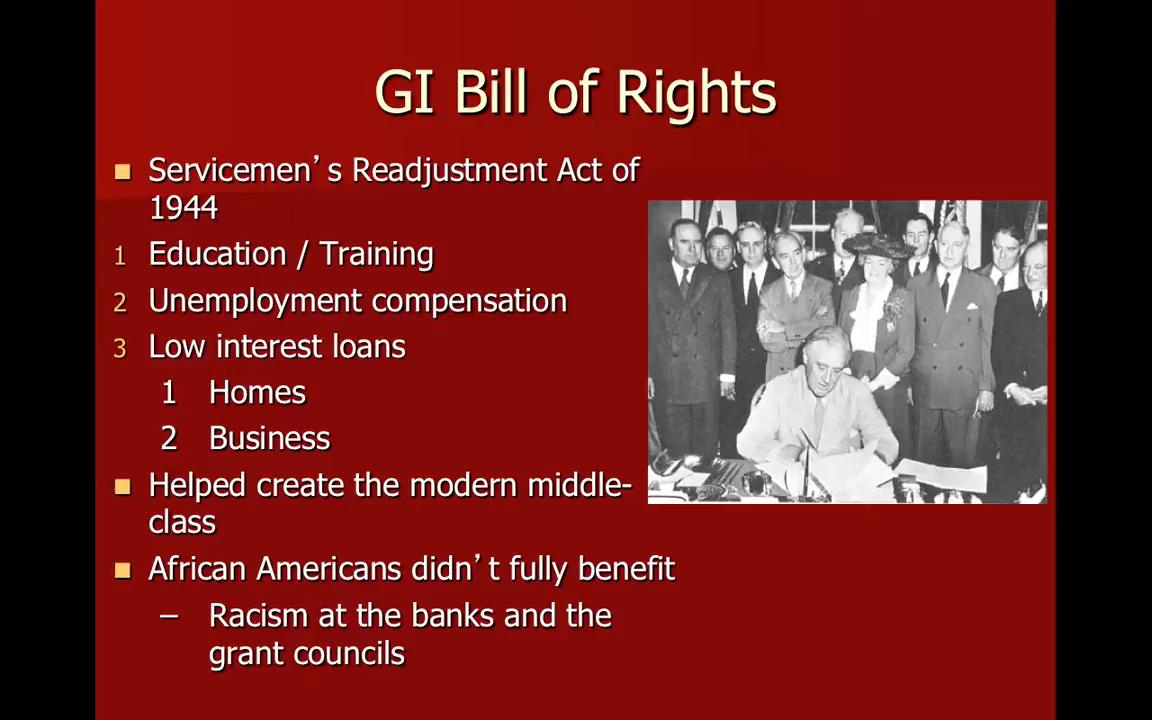 GI Bill of Rights
■ Servicemen’s Readjustment Act of
1944
1 Education / Training
2 Unemployment compensation
3 Low interest loans
1 Homes
2 Business
■ Helped create the modern middle-
class
■ African Americans didn’t fully benefit
– Racism at the banks and the
grant councils